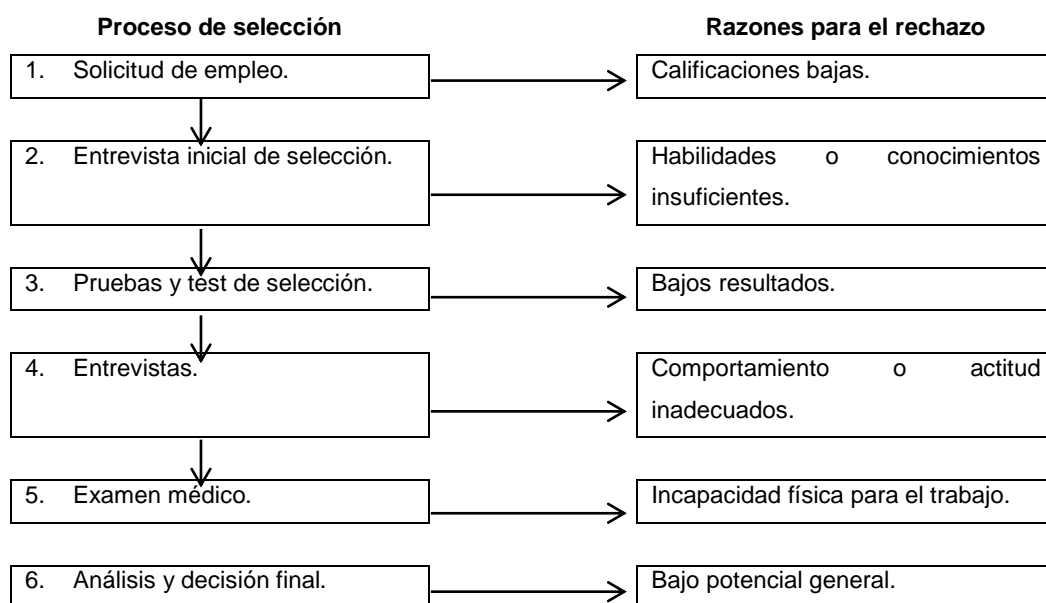 Proceso de selección
Razones para el rechazo
1. Solicitud de empleo.
Calificaciones bajas.
2. Entrevista inicial de selección.
Habilidades o conocimientos
insuficientes.
3. Pruebas y test de selección.
Bajos resultados.
4. Entrevistas.
Comportamiento o actitud
inadecuados.
5. Examen médico.
Incapacidad física para el trabajo.
6. Análisis y decisión final.
Bajo potencial general.